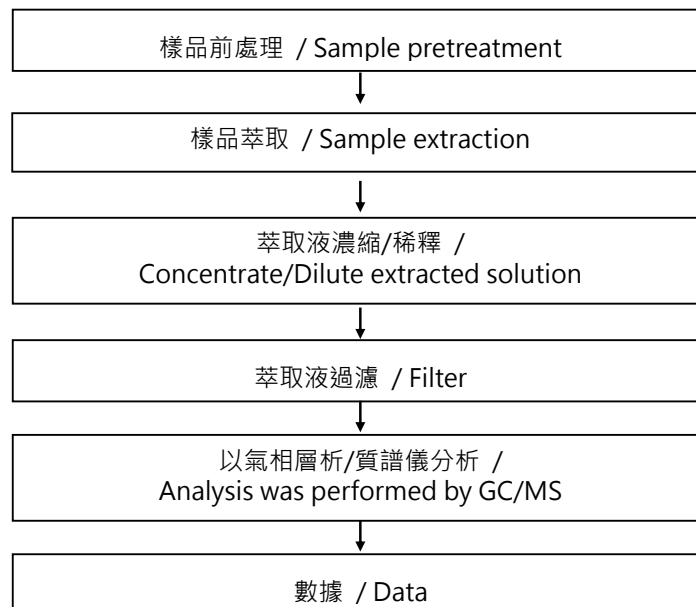 樣品前處理 / Sample pretreatment
樣品萃取 / Sample extraction
萃取液濃縮/稀釋 /
Concentrate/Dilute extracted solution
萃取液過濾 / Filter
以氣相層析/質譜儀分析 /
Analysis was performed by GC/MS
數據 / Data